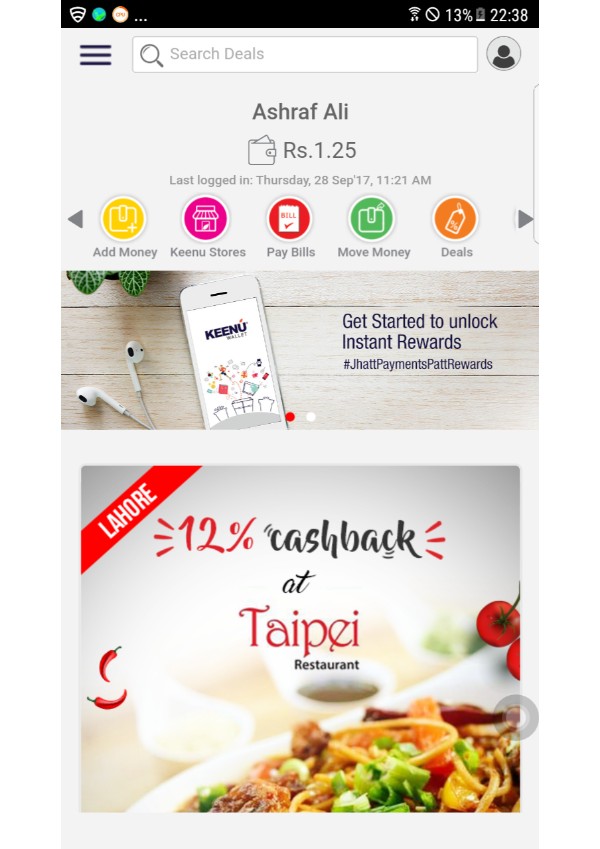 CPU
...
13%
22:38
Search Deals
Ashraf Ali
Rs.1.25
Last logged in: Thursday, 28 Sep'17, 11:21 AM
Add Money
Keenu Stores
BILL
Pay Bills
Move Money
%
Deals
KEENU
WALLET
Get Started to unlock
Instant Rewards
#JhattPaymentsPattRewards
LAHORE
12% cashback
at
Taipei
Restaurant